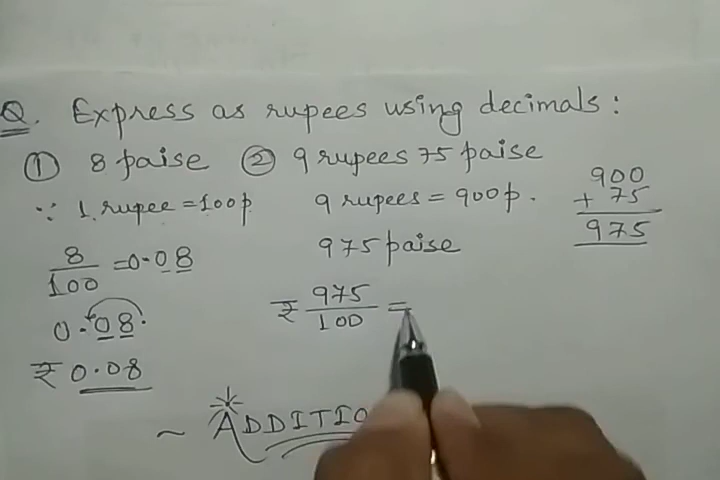 Q. Express as rupees using decimals:
① 8 paise ② 9 rupees 75 paise
∵ 1 rupee = 100p
8/100 = 0.08
0.08.
₹ 0.08
9 rupees = 900p.
975 paise
₹ 975/100 =
900
+ 75
975
~ ADDITIO